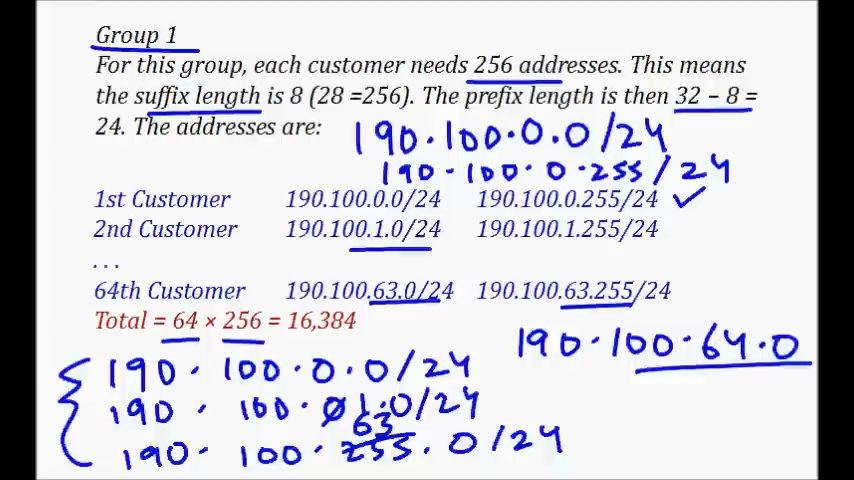 Group 1
For this group, each customer needs 256 addresses. This means
the suffix length is 8 (28 =256). The prefix length is then 32 – 8 =
24. The addresses are:
190.100.0.0/24
190.100.0.255/24
1st Customer 190.100.0.0/24 190.100.0.255/24 ✓
2nd Customer 190.100.1.0/24 190.100.1.255/24
. . .
64th Customer 190.100.63.0/24 190.100.63.255/24
Total = 64 × 256 = 16,384
190.100.64.0
190.100.0.0/24
190.100.1.0/24
63
190.100.255.0/24